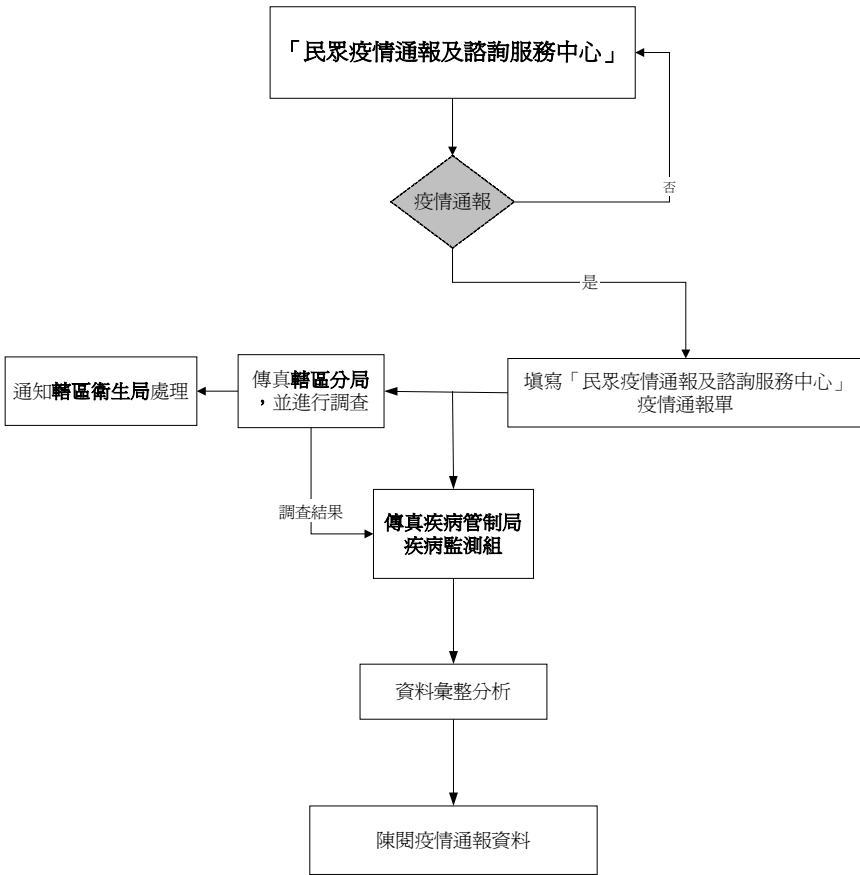 「民眾疫情通報及諮詢服務中心」
疫情通報
否
是
通知轄區衛生局處理
傳真轄區分局
，並進行調查
填寫「民眾疫情通報及諮詢服務中心」
疫情通報單
調查結果
傳真疾病管制局
疾病監測組
資料彙整分析
陳閱疫情通報資料